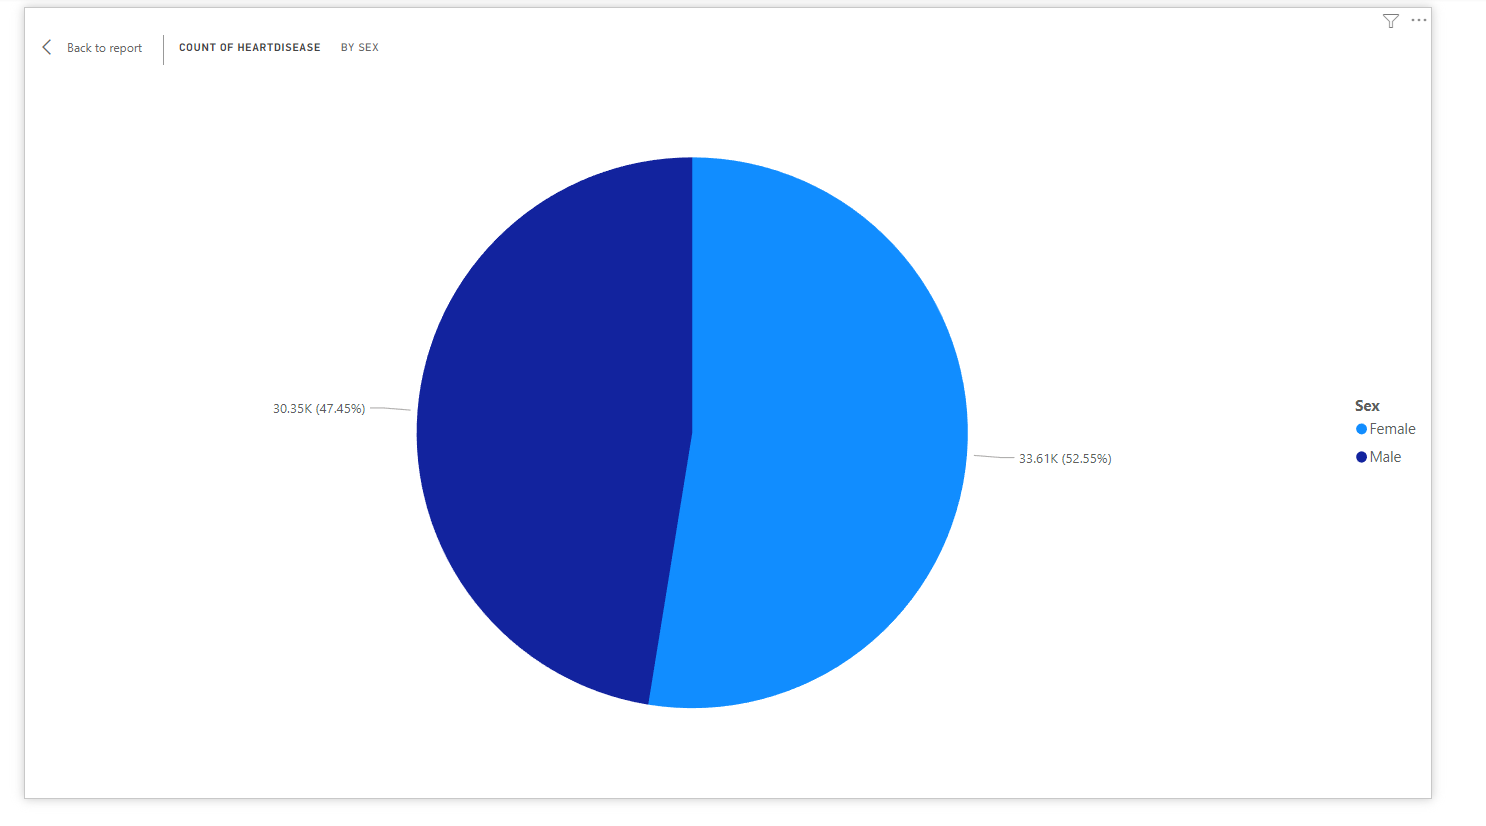 Back to report
COUNT OF HEARTDISEASE BY SEX
30.35K (47.45%)
33.61K (52.55%)
Sex
Female
Male